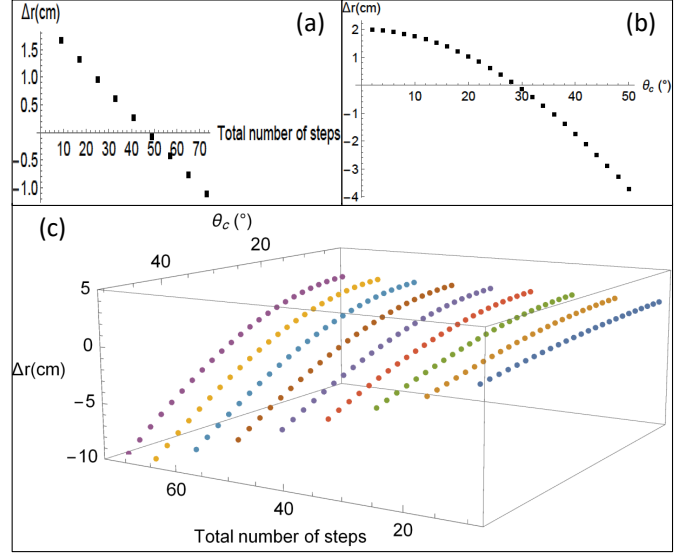 Δr(cm)
(a)
1.5
1.0
0.5
10 20 30 40 50 60 70
Total number of steps
−0.5
−1.0
Δr(cm)
(b)
2
1
10 20 30 40 50
θc (°)
−1
−2
−3
−4
(c)
θc (°)
40 20
5
0
Δr(cm)
−5
−10
60 40 20
Total number of steps